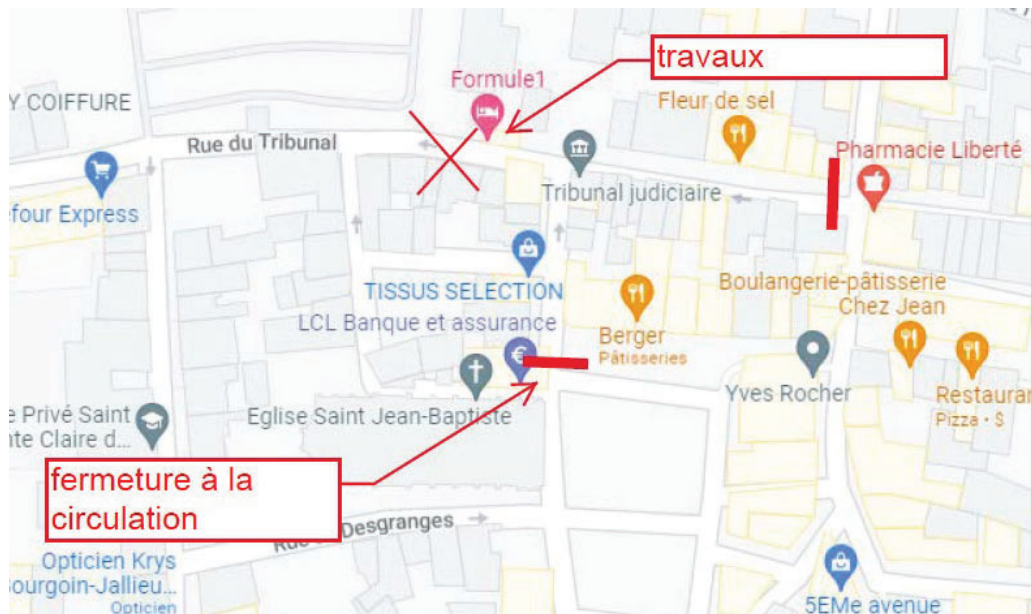 travaux
Formule1
Y COIFFURE
Fleur de sel
Rue du Tribunal
Pharmacie Liberté
Tribunal judiciaire
four Express
TISSUS SELECTION
Boulangerie-pâtisserie
Chez Jean
LCL Banque et assurance
Berger
Pâtisseries
Yves Rocher
Restauran
Pizza · $
Eglise Saint Jean-Baptiste
e Privé Saint
nte Claire d...
fermeture à la
circulation
Rue
Desgranges
Opticien Krys
ourgoin-Jallieu...
Opticien
5EMe avenue